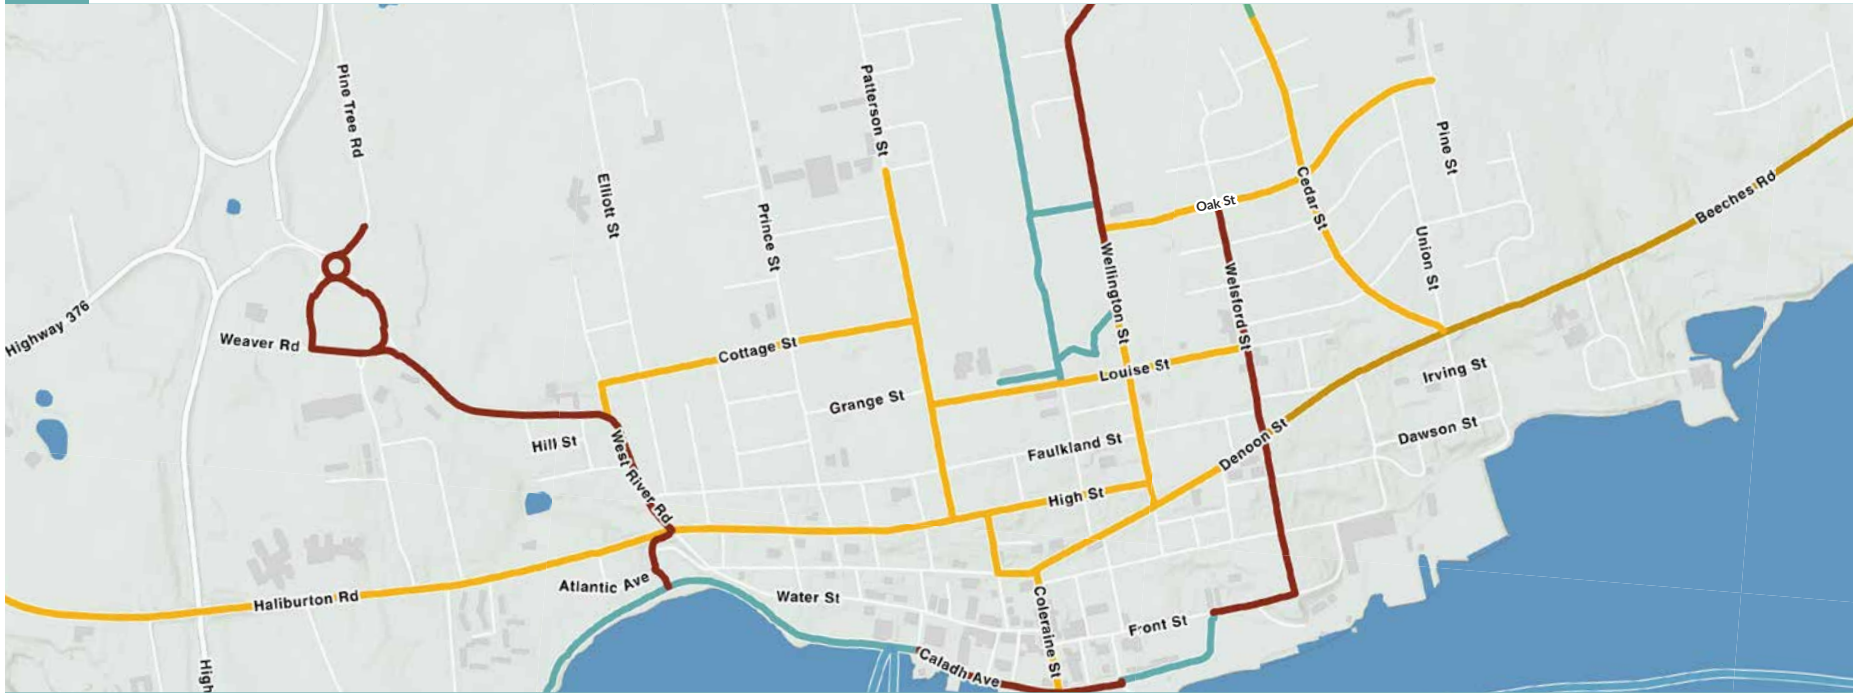 Pine Tree Rd
Patterson St
Pine St
Elliott St
Prince St
Cedar St
Oak St
Beeches Rd
Union St
Wellington St
Welsford St
Highway 376
Weaver Rd
Cottage St
Louise St
Irving St
Grange St
Hill St
West River Rd
Faulkland St
Denoon St
Dawson St
High St
Haliburton Rd
Atlantic Ave
Water St
Coleraine St
Front St
Caladh Ave
High